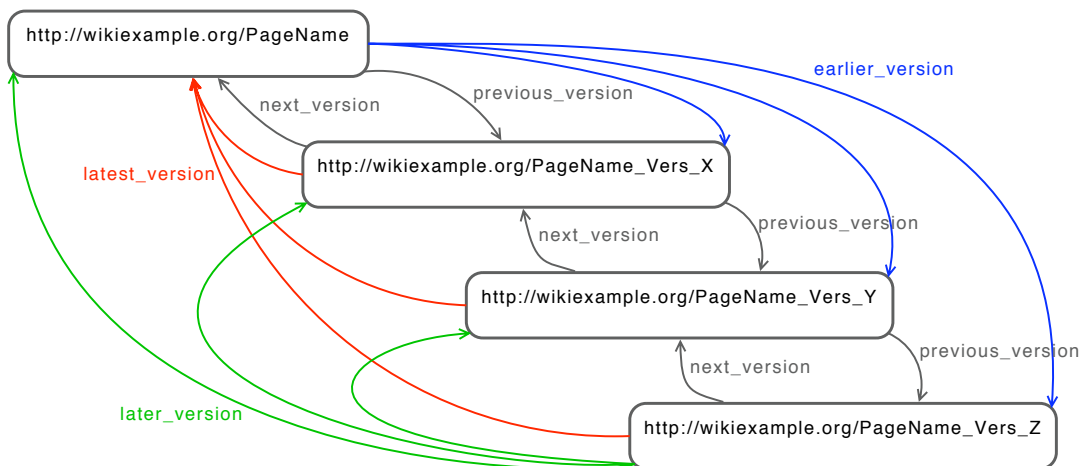 http://wikiexample.org/PageName
earlier_version
previous_version
next_version
http://wikiexample.org/PageName_Vers_X
latest_version
previous_version
next_version
http://wikiexample.org/PageName_Vers_Y
previous_version
next_version
later_version
http://wikiexample.org/PageName_Vers_Z